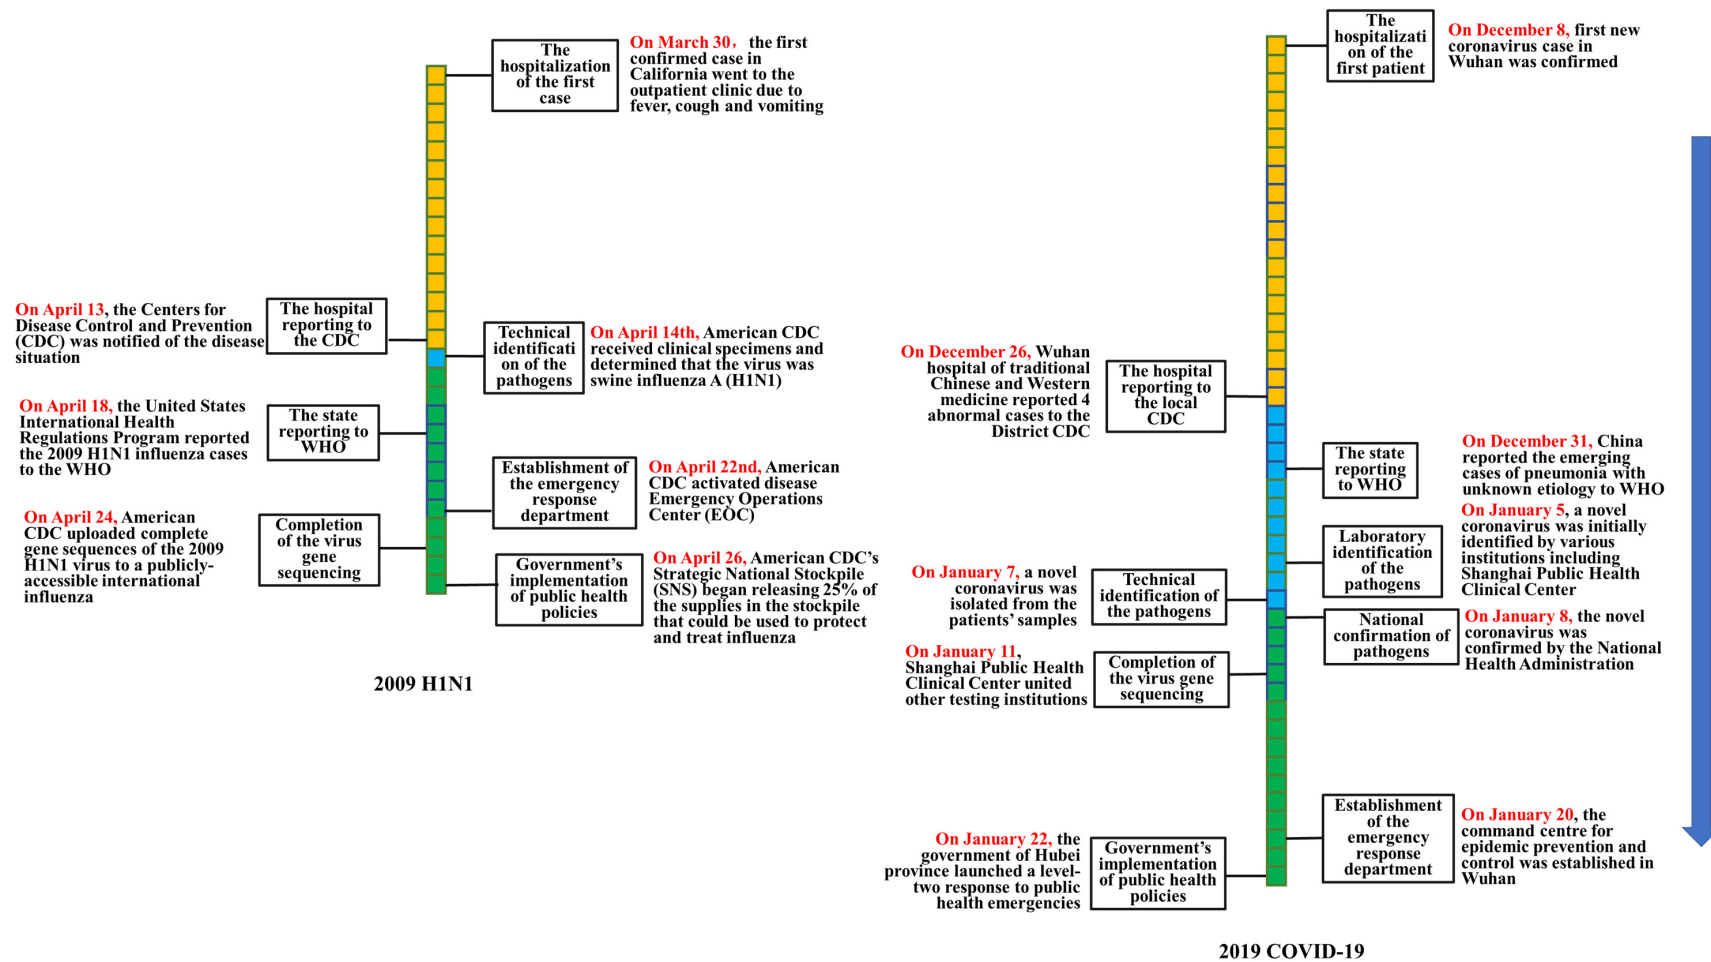 The
hospitalization
of the first
case
On March 30，  the first
confirmed case in
California went to the
outpatient clinic due to
fever, cough and vomiting
On April 13, the Centers for
Disease Control and Prevention
(CDC) was notified of the disease
situation
The hospital
reporting to
the CDC
Technical
identificati
on of the
pathogens
On April 14th, American CDC
received clinical specimens and
determined that the virus was
swine influenza A (H1N1)
On April 18, the United States
International Health
Regulations Program reported
the 2009 H1N1 influenza cases
to the WHO
The state
reporting to
WHO
Establishment of
the emergency
response
department
On April 22nd, American
CDC activated disease
Emergency Operations
Center (EOC)
On April 24, American
CDC uploaded complete
gene sequences of the 2009
H1N1 virus to a publicly-
accessible international
influenza
Completion
of the virus
gene
sequencing
Government's
implementation
of public health
policies
On April 26, American CDC's
Strategic National Stockpile
(SNS) began releasing 25% of
the supplies in the stockpile
that could be used to protect
and treat influenza
2009 H1N1
The
hospitalizati
on of the
first patient
On December 8, first new
coronavirus case in
Wuhan was confirmed
On December 26, Wuhan
hospital of traditional
Chinese and Western
medicine reported 4
abnormal cases to the
District CDC
The hospital
reporting to
the local
CDC
The state
reporting
to WHO
On December 31, China
reported the emerging
cases of pneumonia with
unknown etiology to WHO
Laboratory
identification
of the
pathogens
On January 5, a novel
coronavirus was initially
identified by various
institutions including
Shanghai Public Health
Clinical Center
On January 7, a novel
coronavirus was
isolated from the
patients' samples
Technical
identification of
the pathogens
National
confirmation of
pathogens
On January 8, the novel
coronavirus was
confirmed by the National
Health Administration
On January 11,
Shanghai Public Health
Clinical Center united
other testing institutions
Completion of
the virus gene
sequencing
Establishment
of the
emergency
response
department
On January 20, the
command centre for
epidemic prevention and
control was established in
Wuhan
On January 22, the
government of Hubei
province launched a level-
two response to public
health emergencies
Government's
implementation
of public health
policies
2019 COVID-19